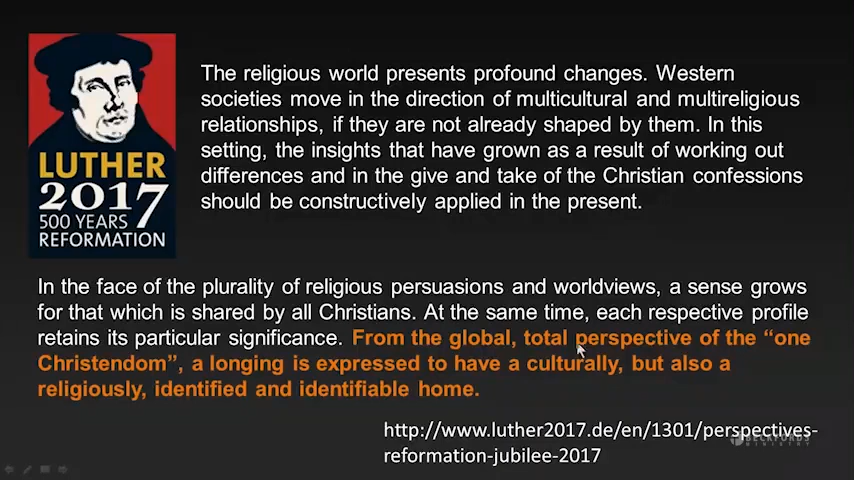 LUTHER
2017
500 YEARS
REFORMATION
The religious world presents profound changes. Western
societies move in the direction of multicultural and multireligious
relationships, if they are not already shaped by them. In this
setting, the insights that have grown as a result of working out
differences and in the give and take of the Christian confessions
should be constructively applied in the present.
In the face of the plurality of religious persuasions and worldviews, a sense grows
for that which is shared by all Christians. At the same time, each respective profile
retains its particular significance. From the global, total perspective of the “one
Christendom”, a longing is expressed to have a culturally, but also a
religiously, identified and identifiable home.
http://www.luther2017.de/en/1301/perspectives-
reformation-jubilee-2017
BECKFORDS
MINISTRY